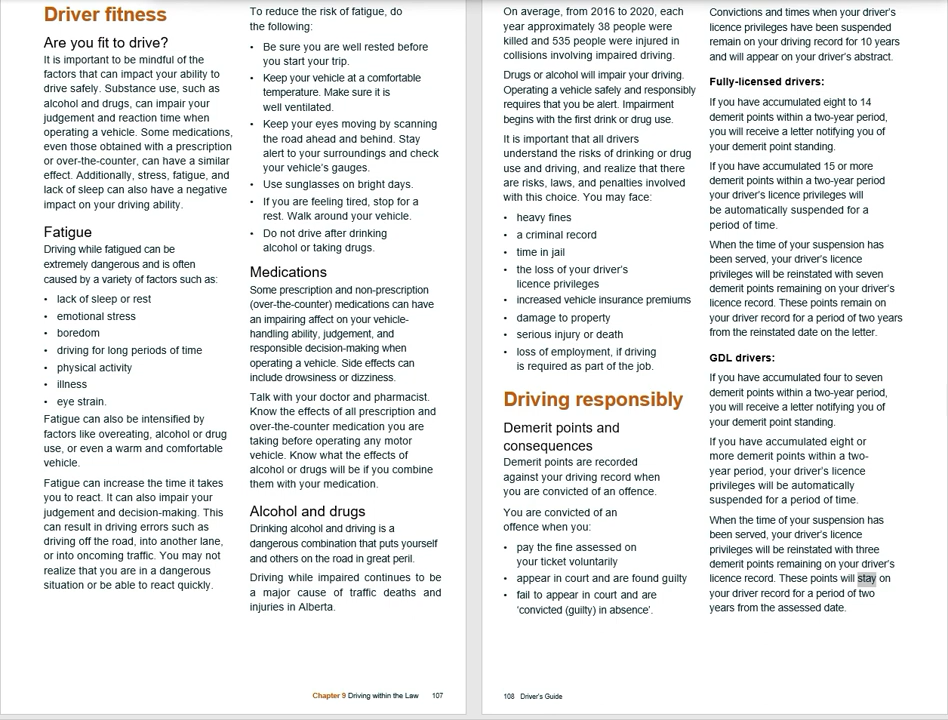 Driver fitness
Are you fit to drive?
It is important to be mindful of the
factors that can impact your ability to
drive safely. Substance use, such as
alcohol and drugs, can impair your
judgement and reaction time when
operating a vehicle. Some medications,
even those obtained with a prescription
or over-the-counter, can have a similar
effect. Additionally, stress, fatigue, and
lack of sleep can also have a negative
impact on your driving ability.
Fatigue
Driving while fatigued can be
extremely dangerous and is often
caused by a variety of factors such as:
• lack of sleep or rest
• emotional stress
• boredom
• driving for long periods of time
• physical activity
• illness
• eye strain.
Fatigue can also be intensified by
factors like overeating, alcohol or drug
use, or even a warm and comfortable
vehicle.
Fatigue can increase the time it takes
you to react. It can also impair your
judgement and decision-making. This
can result in driving errors such as
driving off the road, into another lane,
or into oncoming traffic. You may not
realize that you are in a dangerous
situation or be able to react quickly.
To reduce the risk of fatigue, do
the following:
• Be sure you are well rested before
you start your trip.
• Keep your vehicle at a comfortable
temperature. Make sure it is
well ventilated.
• Keep your eyes moving by scanning
the road ahead and behind. Stay
alert to your surroundings and check
your vehicle's gauges.
• Use sunglasses on bright days.
• If you are feeling tired, stop for a
rest. Walk around your vehicle.
• Do not drive after drinking
alcohol or taking drugs.
Medications
Some prescription and non-prescription
(over-the-counter) medications can have
an impairing affect on your vehicle-
handling ability, judgement, and
responsible decision-making when
operating a vehicle. Side effects can
include drowsiness or dizziness.
Talk with your doctor and pharmacist.
Know the effects of all prescription and
over-the-counter medication you are
taking before operating any motor
vehicle. Know what the effects of
alcohol or drugs will be if you combine
them with your medication.
Alcohol and drugs
Drinking alcohol and driving is a
dangerous combination that puts yourself
and others on the road in great peril.
Driving while impaired continues to be
a major cause of traffic deaths and
injuries in Alberta.
Chapter 9 Driving within the Law 107
On average, from 2016 to 2020, each
year approximately 38 people were
killed and 535 people were injured in
collisions involving impaired driving.
Drugs or alcohol will impair your driving.
Operating a vehicle safely and responsibly
requires that you be alert. Impairment
begins with the first drink or drug use.
It is important that all drivers
understand the risks of drinking or drug
use and driving, and realize that there
are risks, laws, and penalties involved
with this choice. You may face:
• heavy fines
• a criminal record
• time in jail
• the loss of your driver's
licence privileges
• increased vehicle insurance premiums
• damage to property
• serious injury or death
• loss of employment, if driving
is required as part of the job.
Driving responsibly
Demerit points and
consequences
Demerit points are recorded
against your driving record when
you are convicted of an offence.
You are convicted of an
offence when you:
• pay the fine assessed on
your ticket voluntarily
• appear in court and are found guilty
• fail to appear in court and are
'convicted (guilty) in absence'.
Convictions and times when your driver's
licence privileges have been suspended
remain on your driving record for 10 years
and will appear on your driver's abstract.
Fully-licensed drivers:
If you have accumulated eight to 14
demerit points within a two-year period,
you will receive a letter notifying you of
your demerit point standing.
If you have accumulated 15 or more
demerit points within a two-year period
your driver's licence privileges will
be automatically suspended for a
period of time.
When the time of your suspension has
been served, your driver's licence
privileges will be reinstated with seven
demerit points remaining on your driver's
licence record. These points remain on
your driver record for a period of two years
from the reinstated date on the letter.
GDL drivers:
If you have accumulated four to seven
demerit points within a two-year period,
you will receive a letter notifying you of
your demerit point standing.
If you have accumulated eight or
more demerit points within a two-
year period, your driver's licence
privileges will be automatically
suspended for a period of time.
When the time of your suspension has
been served, your driver's licence
privileges will be reinstated with three
demerit points remaining on your driver's
licence record. These points will stay on
your driver record for a period of two
years from the assessed date.
108 Driver's Guide